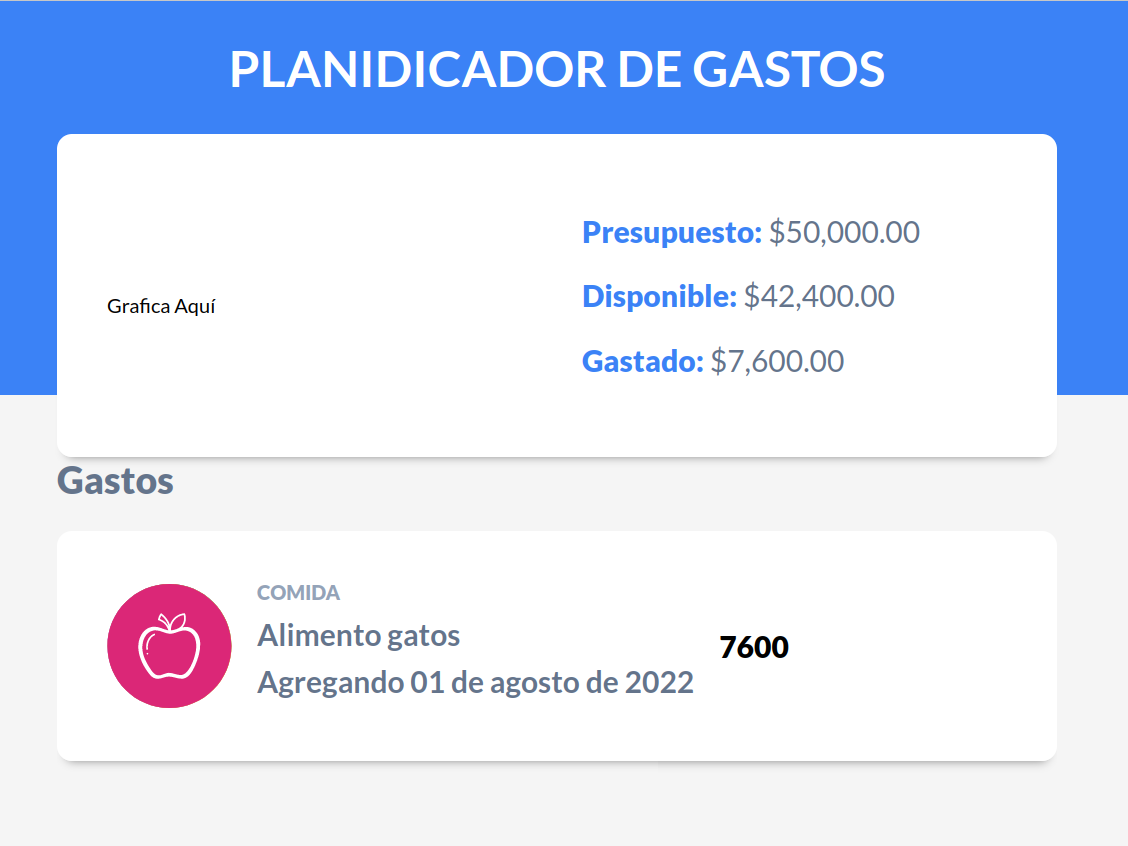 PLANIDICADOR DE GASTOS
Grafica Aquí
Presupuesto: $50,000.00
Disponible: $42,400.00
Gastado: $7,600.00
Gastos
COMIDA
Alimento gatos
Agregando 01 de agosto de 2022
7600